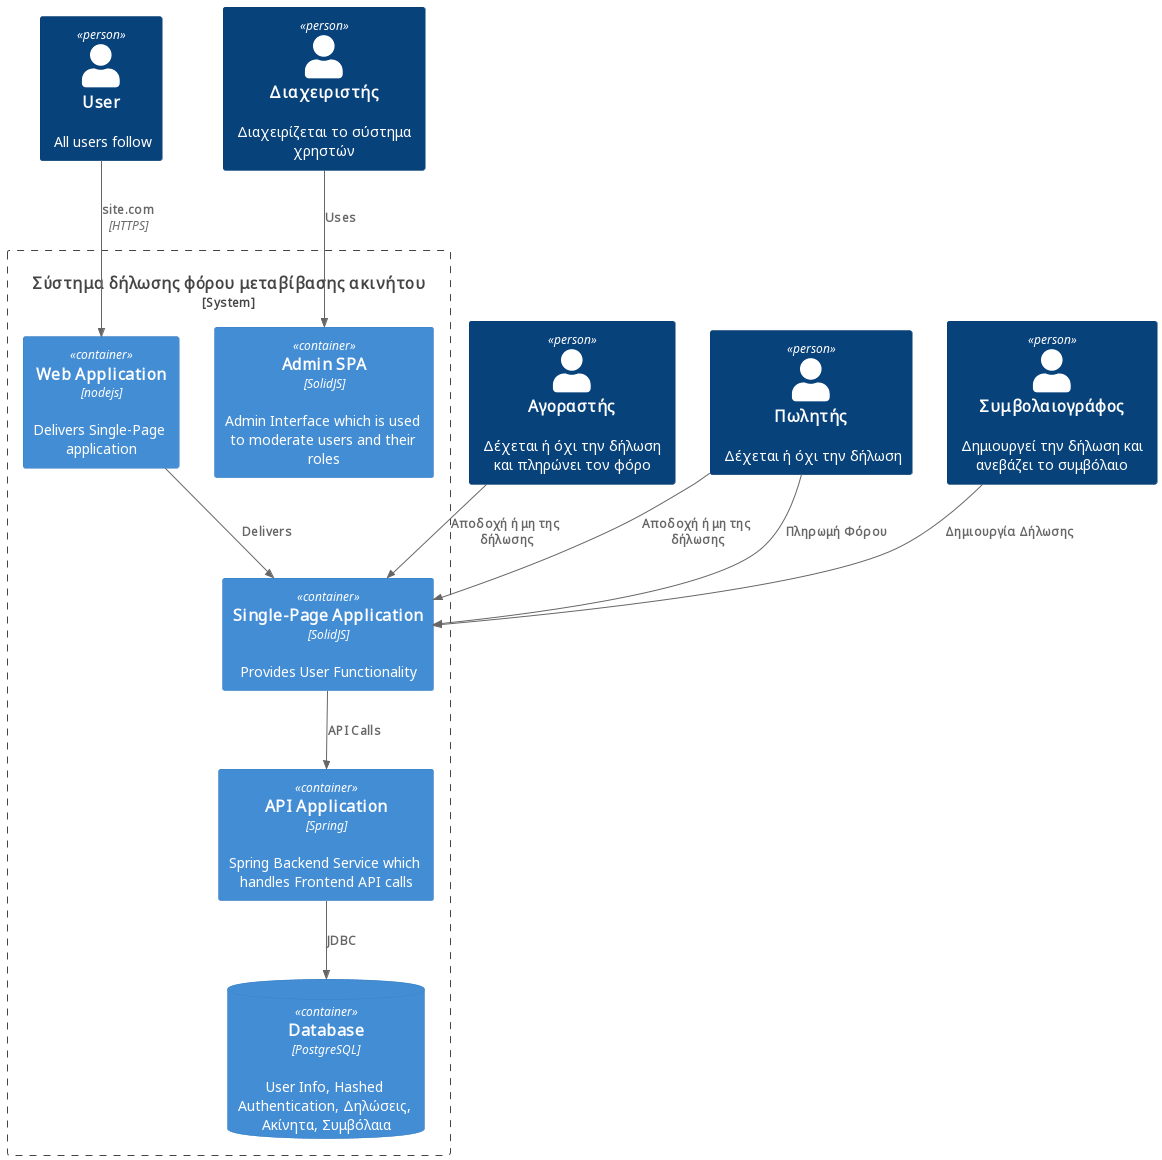 «person»
User
All users follow
«person»
Διαχειριστής
Διαχειρίζεται το σύστημα
χρηστών
site.com
[HTTPS]
Uses
Σύστημα δήλωσης φόρου μεταβίβασης ακινήτου
[System]
«container»
Web Application
[nodejs]
Delivers Single-Page
application
«container»
Admin SPA
[SolidJS]
Admin Interface which is used
to moderate users and their
roles
«person»
Αγοραστής
Δέχεται ή όχι την δήλωση
και πληρώνει τον φόρο
«person»
Πωλητής
Δέχεται ή όχι την δήλωση
«person»
Συμβολαιογράφος
Δημιουργεί την δήλωση και
ανεβάζει το συμβόλαιο
Delivers
Αποδοχή ή μη της
δήλωσης
Αποδοχή ή μη της
δήλωσης
Πληρωμή Φόρου
Δημιουργία Δήλωσης
«container»
Single-Page Application
[SolidJS]
Provides User Functionality
API Calls
«container»
API Application
[Spring]
Spring Backend Service which
handles Frontend API calls
JDBC
«container»
Database
[PostgreSQL]
User Info, Hashed
Authentication, Δηλώσεις,
Ακίνητα, Συμβόλαια